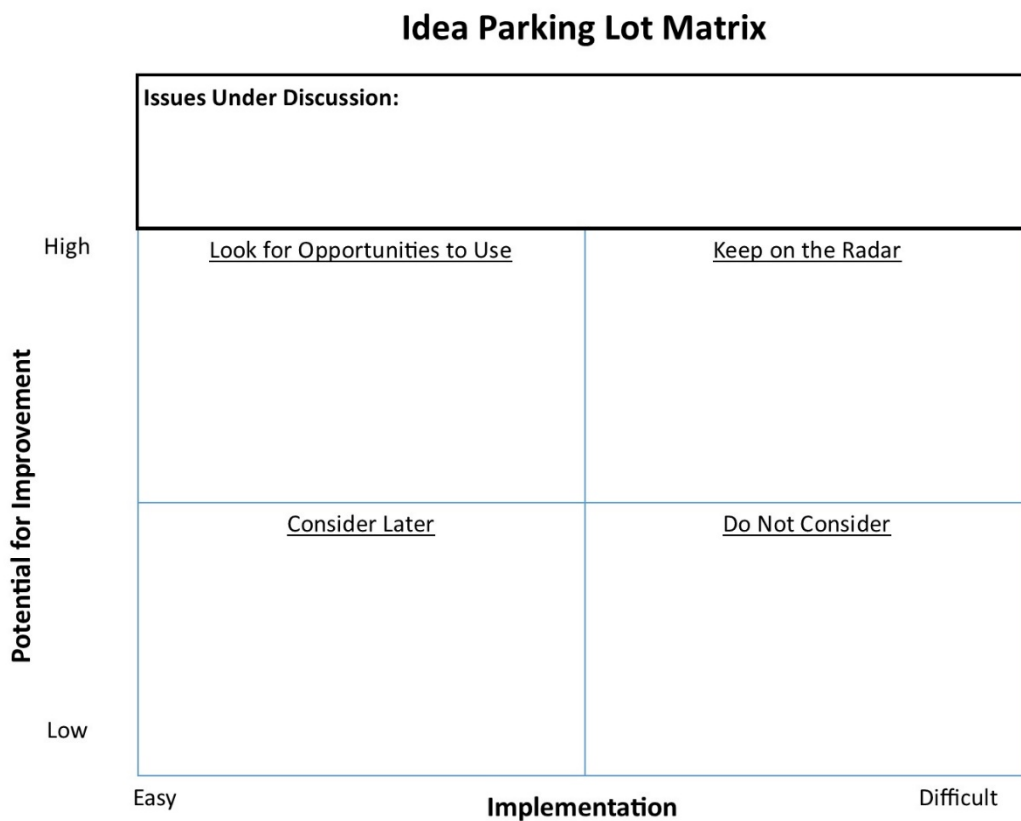 Idea Parking Lot Matrix
Issues Under Discussion:
High
Look for Opportunities to Use
Keep on the Radar
Potential for Improvement
Consider Later
Do Not Consider
Low
Easy
Implementation
Difficult